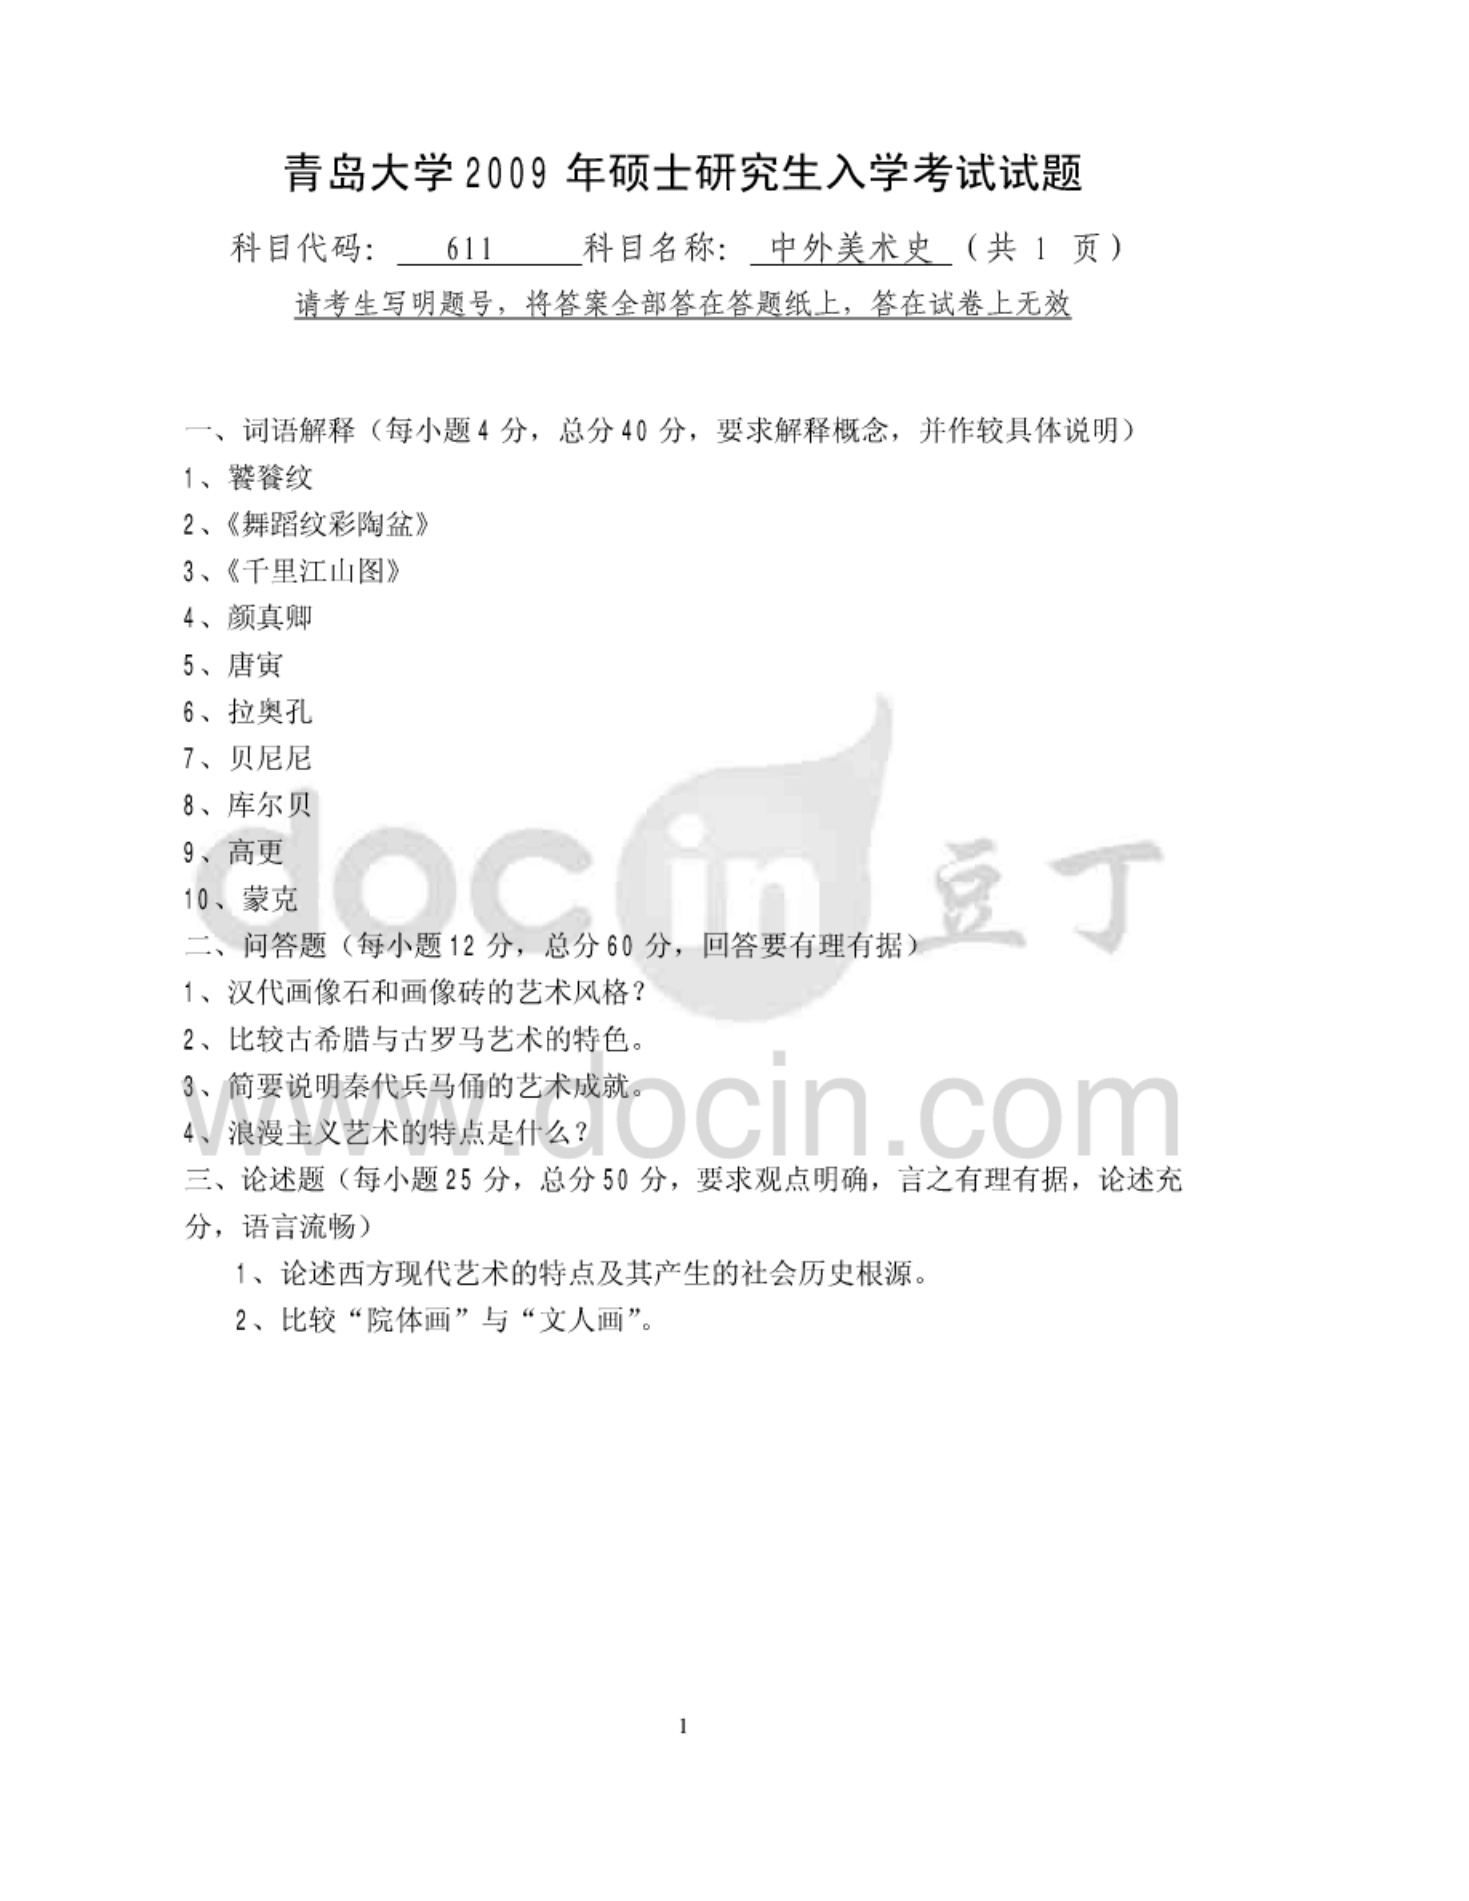 青岛大学2009 年硕士研究生入学考试试题
科目代码： 611 科目名称： 中外美术史 （共 1 页）
请考生写明题号，将答案全部答在答题纸上，答在试卷上无效
一、词语解释（每小题4 分，总分40 分，要求解释概念，并作较具体说明）
1、饕餮纹
2、《舞蹈纹彩陶盆》
3、《千里江山图》
4、颜真卿
5、唐寅
6、拉奥孔
7、贝尼尼
8、库尔贝
9、高更
10、蒙克
docin 豆丁
二、问答题（每小题12 分，总分60 分，回答要有理有据）
1、汉代画像石和画像砖的艺术风格？
2、比较古希腊与古罗马艺术的特色。
3、简要说明秦代兵马俑的艺术成就。
www.docin.com
4、浪漫主义艺术的特点是什么？
三、论述题（每小题25 分，总分50 分，要求观点明确，言之有理有据，论述充
分，语言流畅）
1、论述西方现代艺术的特点及其产生的社会历史根源。
2、比较“院体画”与“文人画”。
1